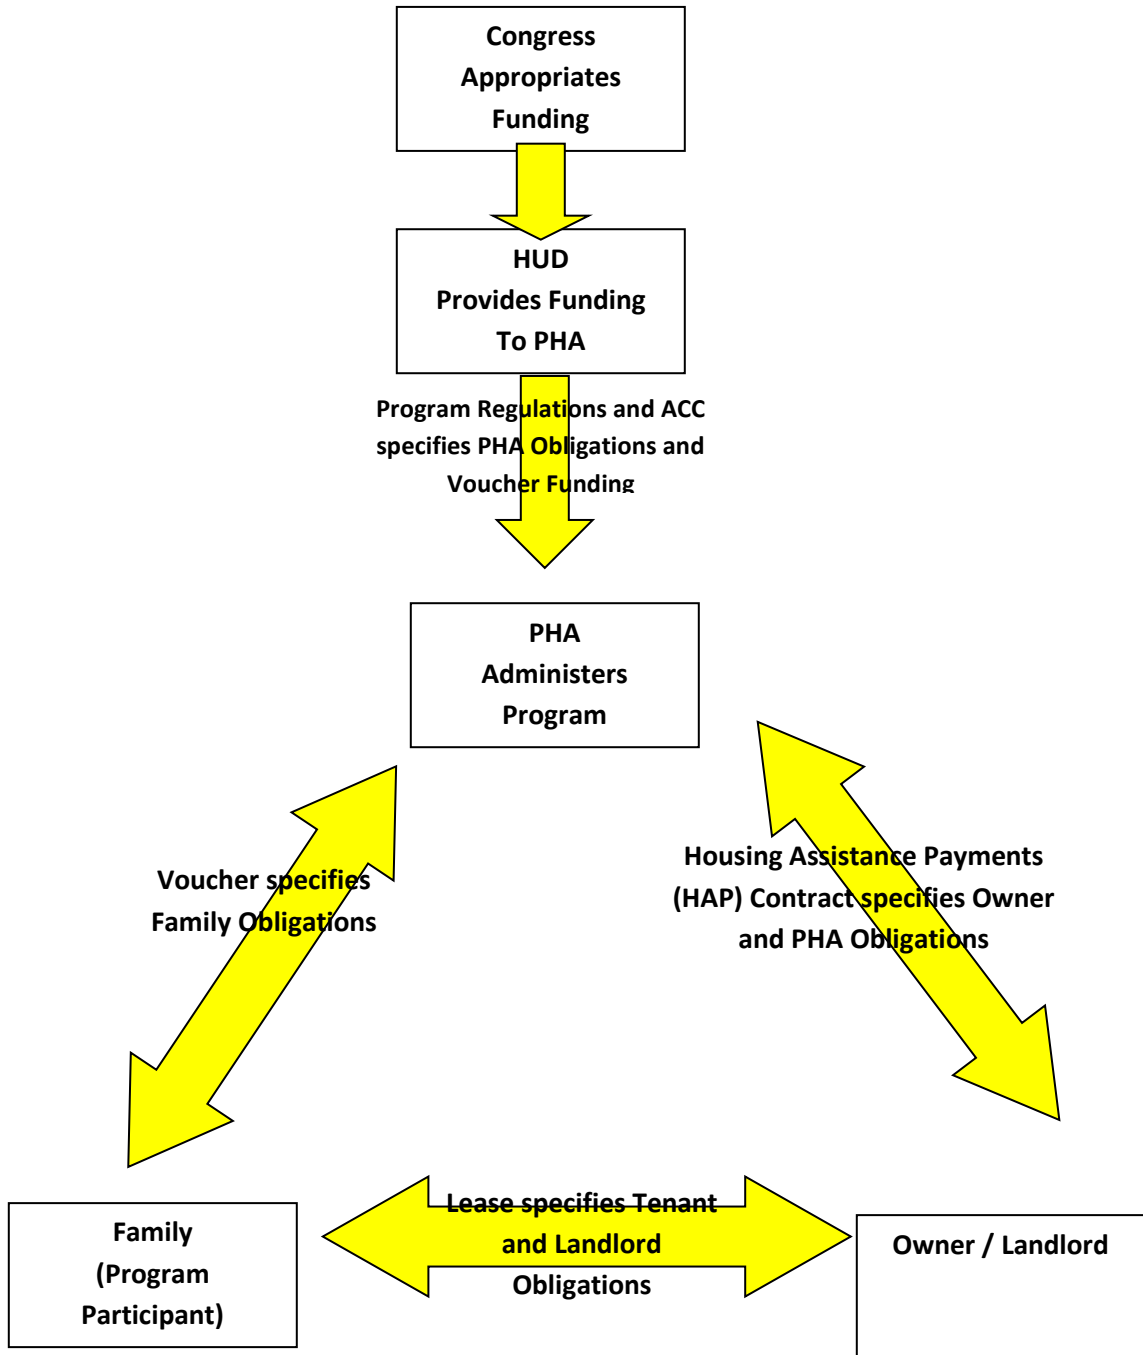 Congress
Appropriates
Funding
HUD
Provides Funding
To PHA
Program Regulations and ACC
specifies PHA Obligations and
Voucher Funding
PHA
Administers
Program
Voucher specifies
Family Obligations
Housing Assistance Payments
(HAP) Contract specifies Owner
and PHA Obligations
Lease specifies Tenant
and Landlord
Obligations
Family
(Program
Participant)
Owner / Landlord